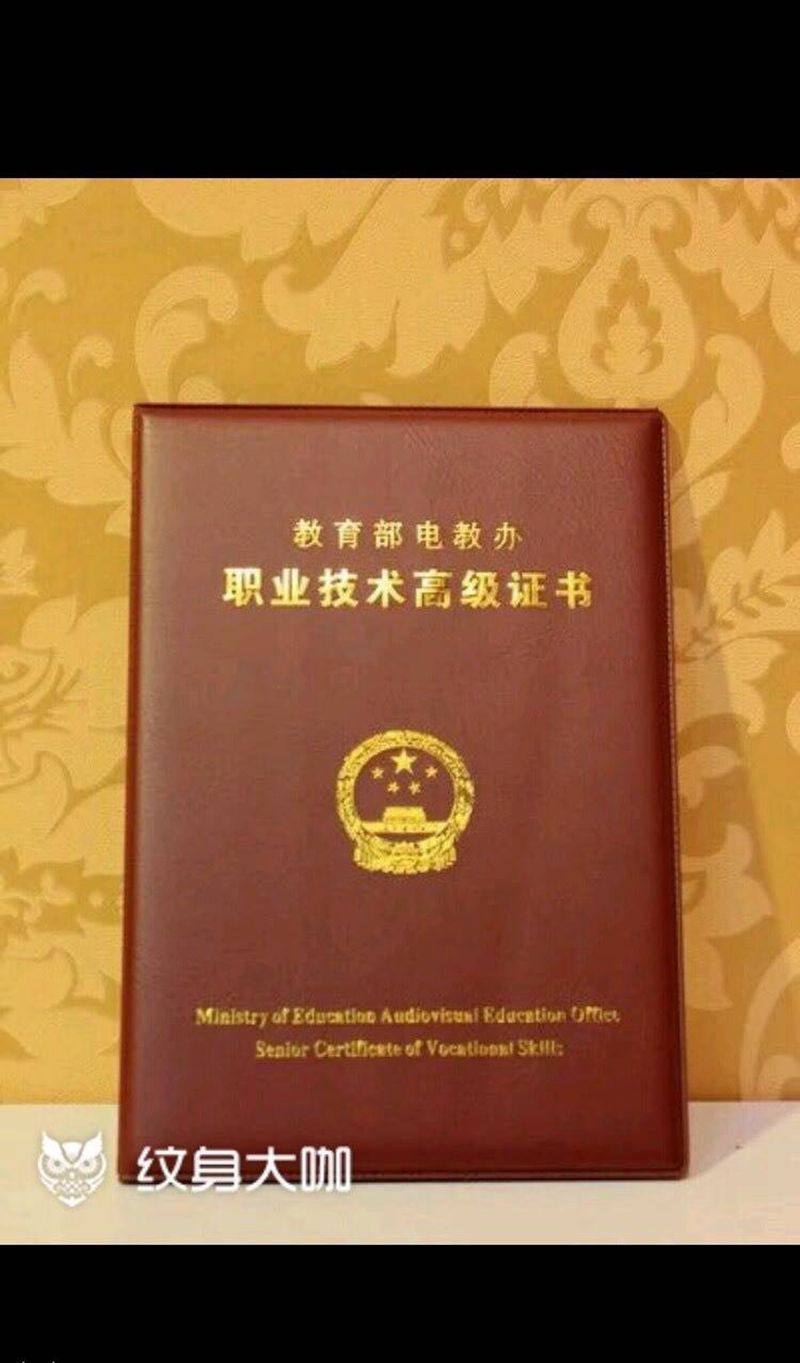 教育部电教办
职业技术高级证书
Ministry of Education Audiovisual Education Office
Senior Certificate of Vocational Skills
纹身大咖